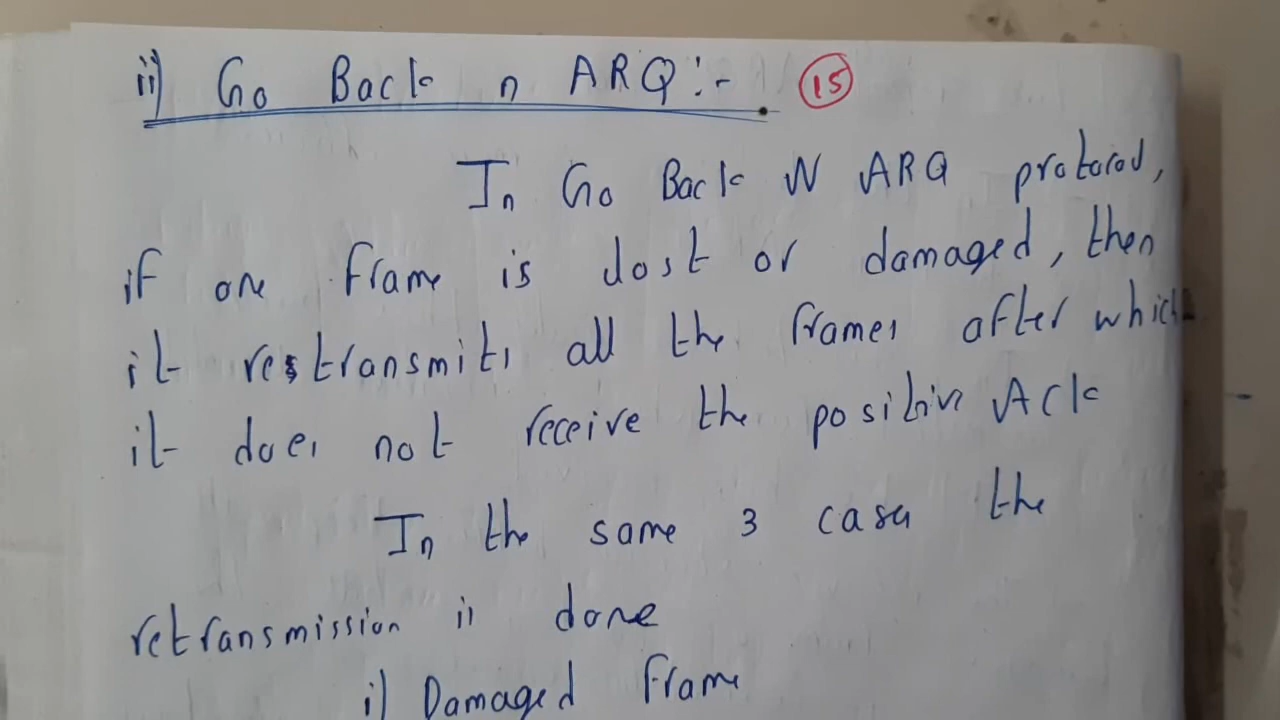 ii) Go Back n ARQ:- 15
In Go Back N ARQ protocol,
if one frame is lost or damaged, then
it restransmits all the frames after which
it does not receive the positive Ack
In the same 3 cases the
retransmission is done
i) Damaged Frame